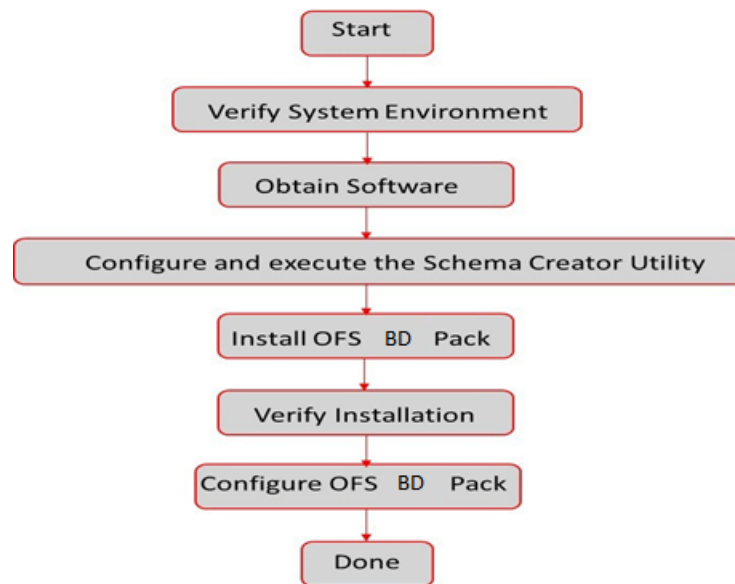 Start
Verify System Environment
Obtain Software
Configure and execute the Schema Creator Utility
Install OFS BD Pack
Verify Installation
Configure OFS BD Pack
Done